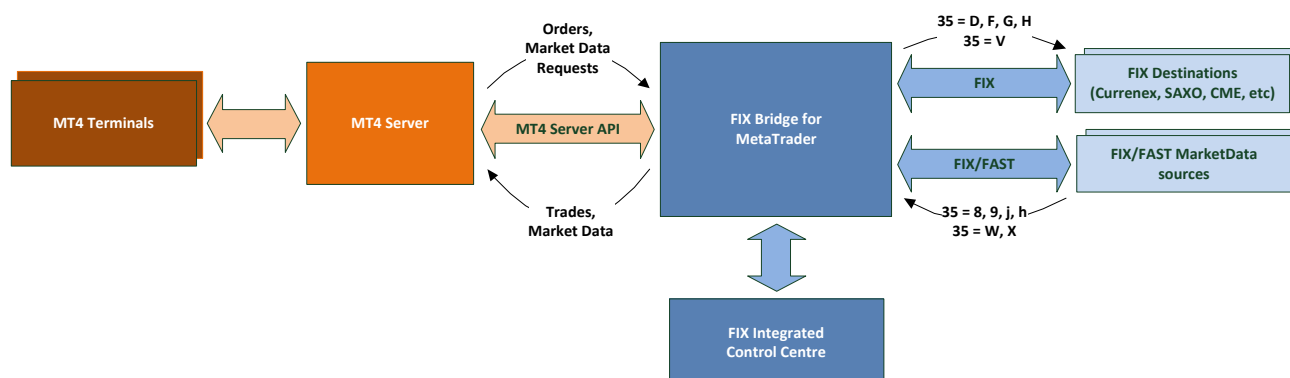 MT4 Terminals
MT4 Server
Orders,
Market Data
Requests
MT4 Server API
Trades,
Market Data
FIX Bridge for
MetaTrader
35 = D, F, G, H
35 = V
FIX
FIX/FAST
35 = 8, 9, j, h
35 = W, X
FIX Destinations
(Currenex, SAXO, CME, etc)
FIX/FAST MarketData
sources
FIX Integrated
Control Centre